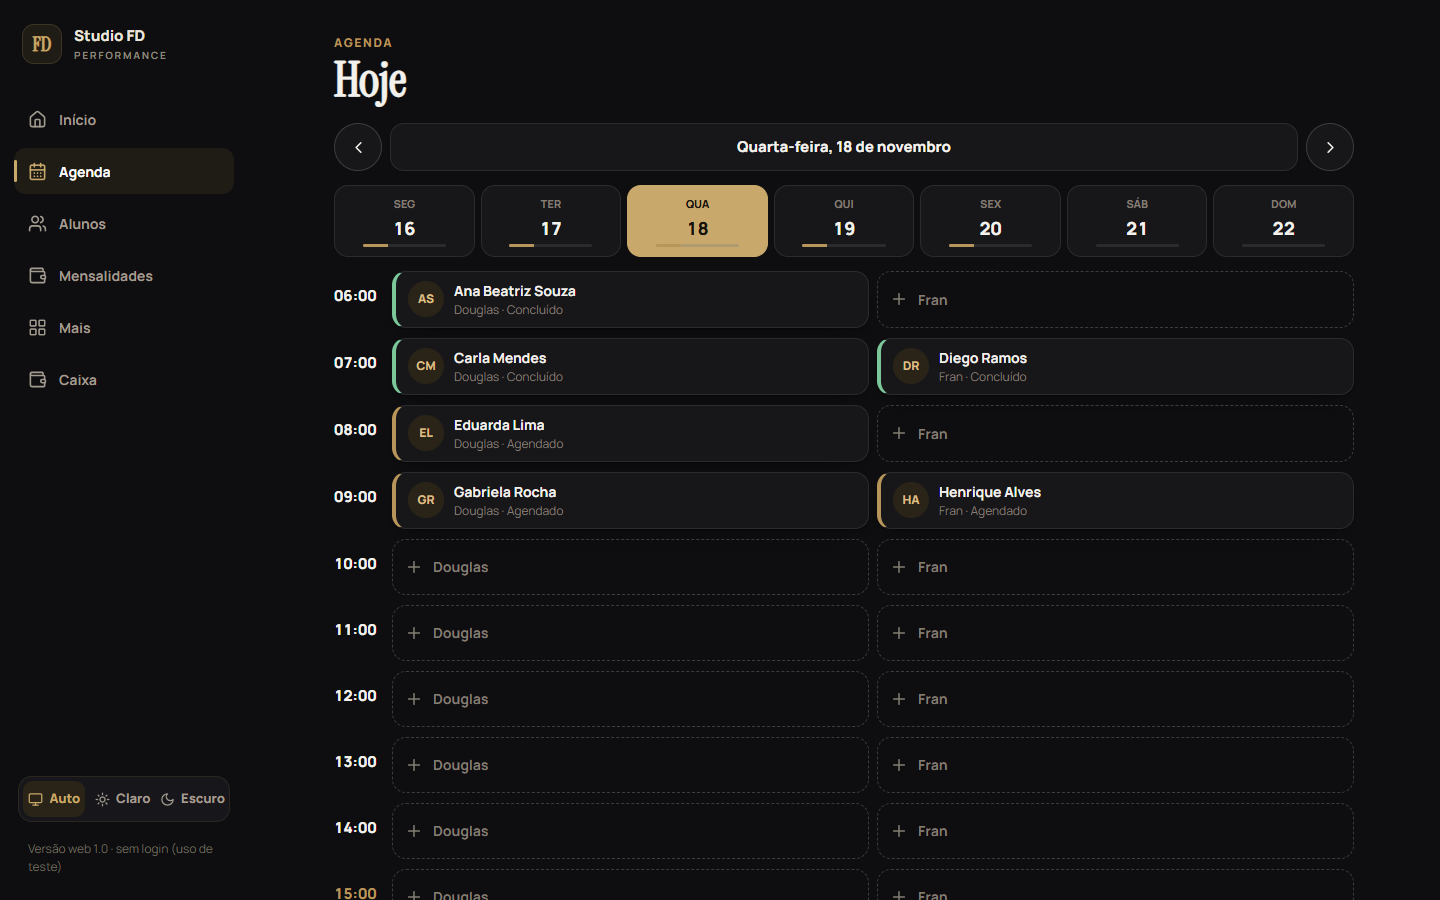 FD
Studio FD
PERFORMANCE
Início
Agenda
Alunos
Mensalidades
Mais
Caixa
Auto
Claro
Escuro
Versão web 1.0 · sem login (uso de
teste)
AGENDA
Hoje
Quarta-feira, 18 de novembro
SEG
16
TER
17
QUA
18
QUI
19
SEX
20
SÁB
21
DOM
22
06:00
AS
Ana Beatriz Souza
Douglas · Concluído
Fran
07:00
CM
Carla Mendes
Douglas · Concluído
DR
Diego Ramos
Fran · Concluído
08:00
EL
Eduarda Lima
Douglas · Agendado
Fran
09:00
GR
Gabriela Rocha
Douglas · Agendado
HA
Henrique Alves
Fran · Agendado
10:00
Douglas
Fran
11:00
Douglas
Fran
12:00
Douglas
Fran
13:00
Douglas
Fran
14:00
Douglas
Fran
15:00
Douglas
Fran